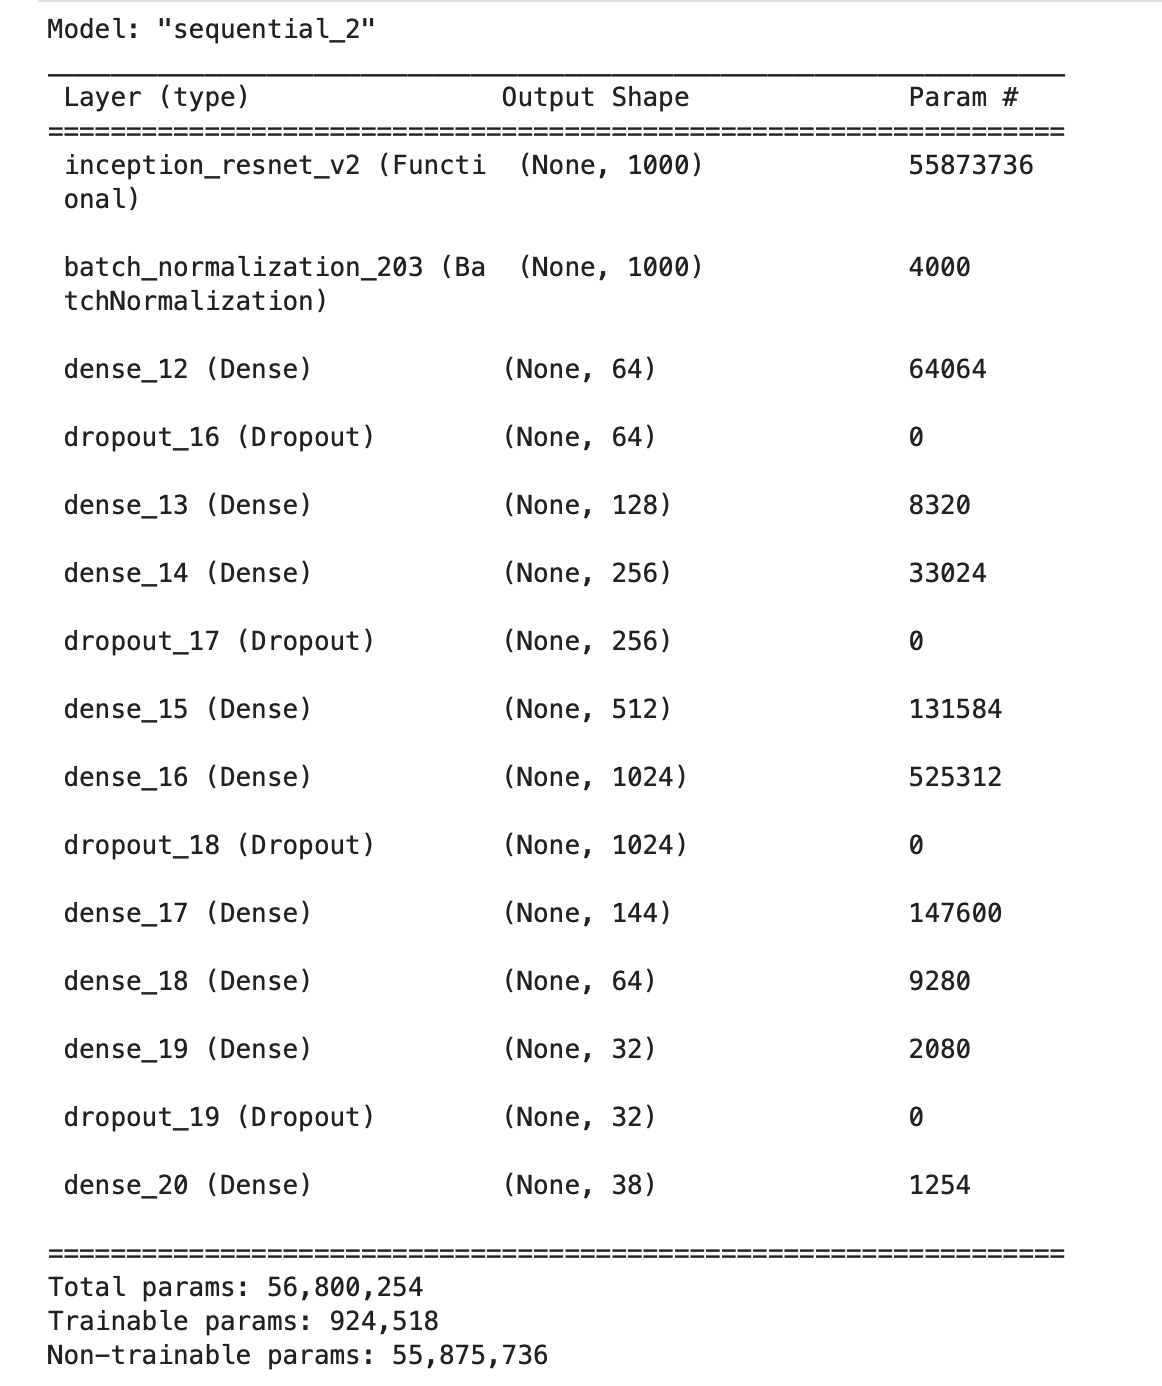 Model: "sequential_2"
_________________________________________________________________
Layer (type) Output Shape Param #
=================================================================
inception_resnet_v2 (Functi (None, 1000) 55873736
onal)
batch_normalization_203 (Ba (None, 1000) 4000
tchNormalization)
dense_12 (Dense) (None, 64) 64064
dropout_16 (Dropout) (None, 64) 0
dense_13 (Dense) (None, 128) 8320
dense_14 (Dense) (None, 256) 33024
dropout_17 (Dropout) (None, 256) 0
dense_15 (Dense) (None, 512) 131584
dense_16 (Dense) (None, 1024) 525312
dropout_18 (Dropout) (None, 1024) 0
dense_17 (Dense) (None, 144) 147600
dense_18 (Dense) (None, 64) 9280
dense_19 (Dense) (None, 32) 2080
dropout_19 (Dropout) (None, 32) 0
dense_20 (Dense) (None, 38) 1254
=================================================================
Total params: 56,800,254
Trainable params: 924,518
Non-trainable params: 55,875,736